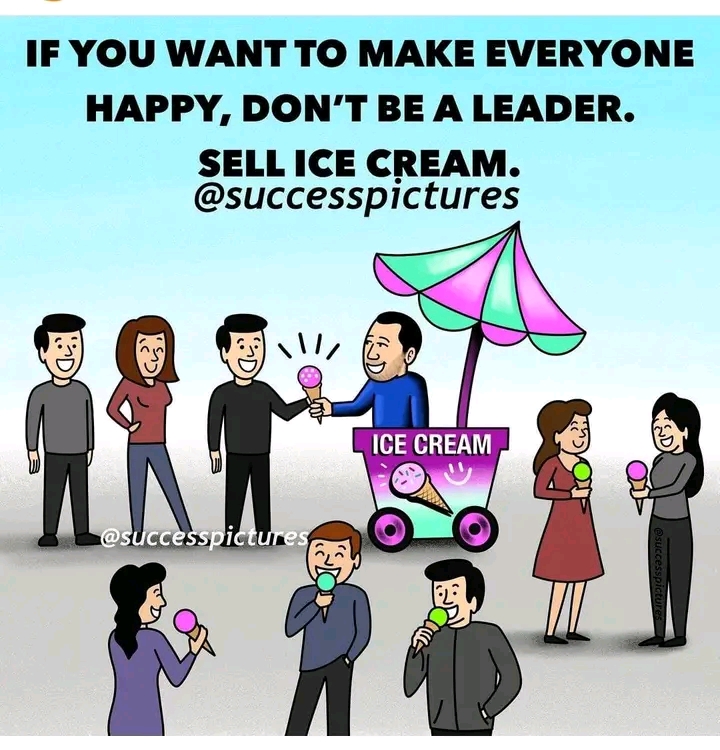 IF YOU WANT TO MAKE EVERYONE
HAPPY, DON'T BE A LEADER.
SELL ICE CREAM.
@successpictures
ICE CREAM
@successpictures
@successpictures